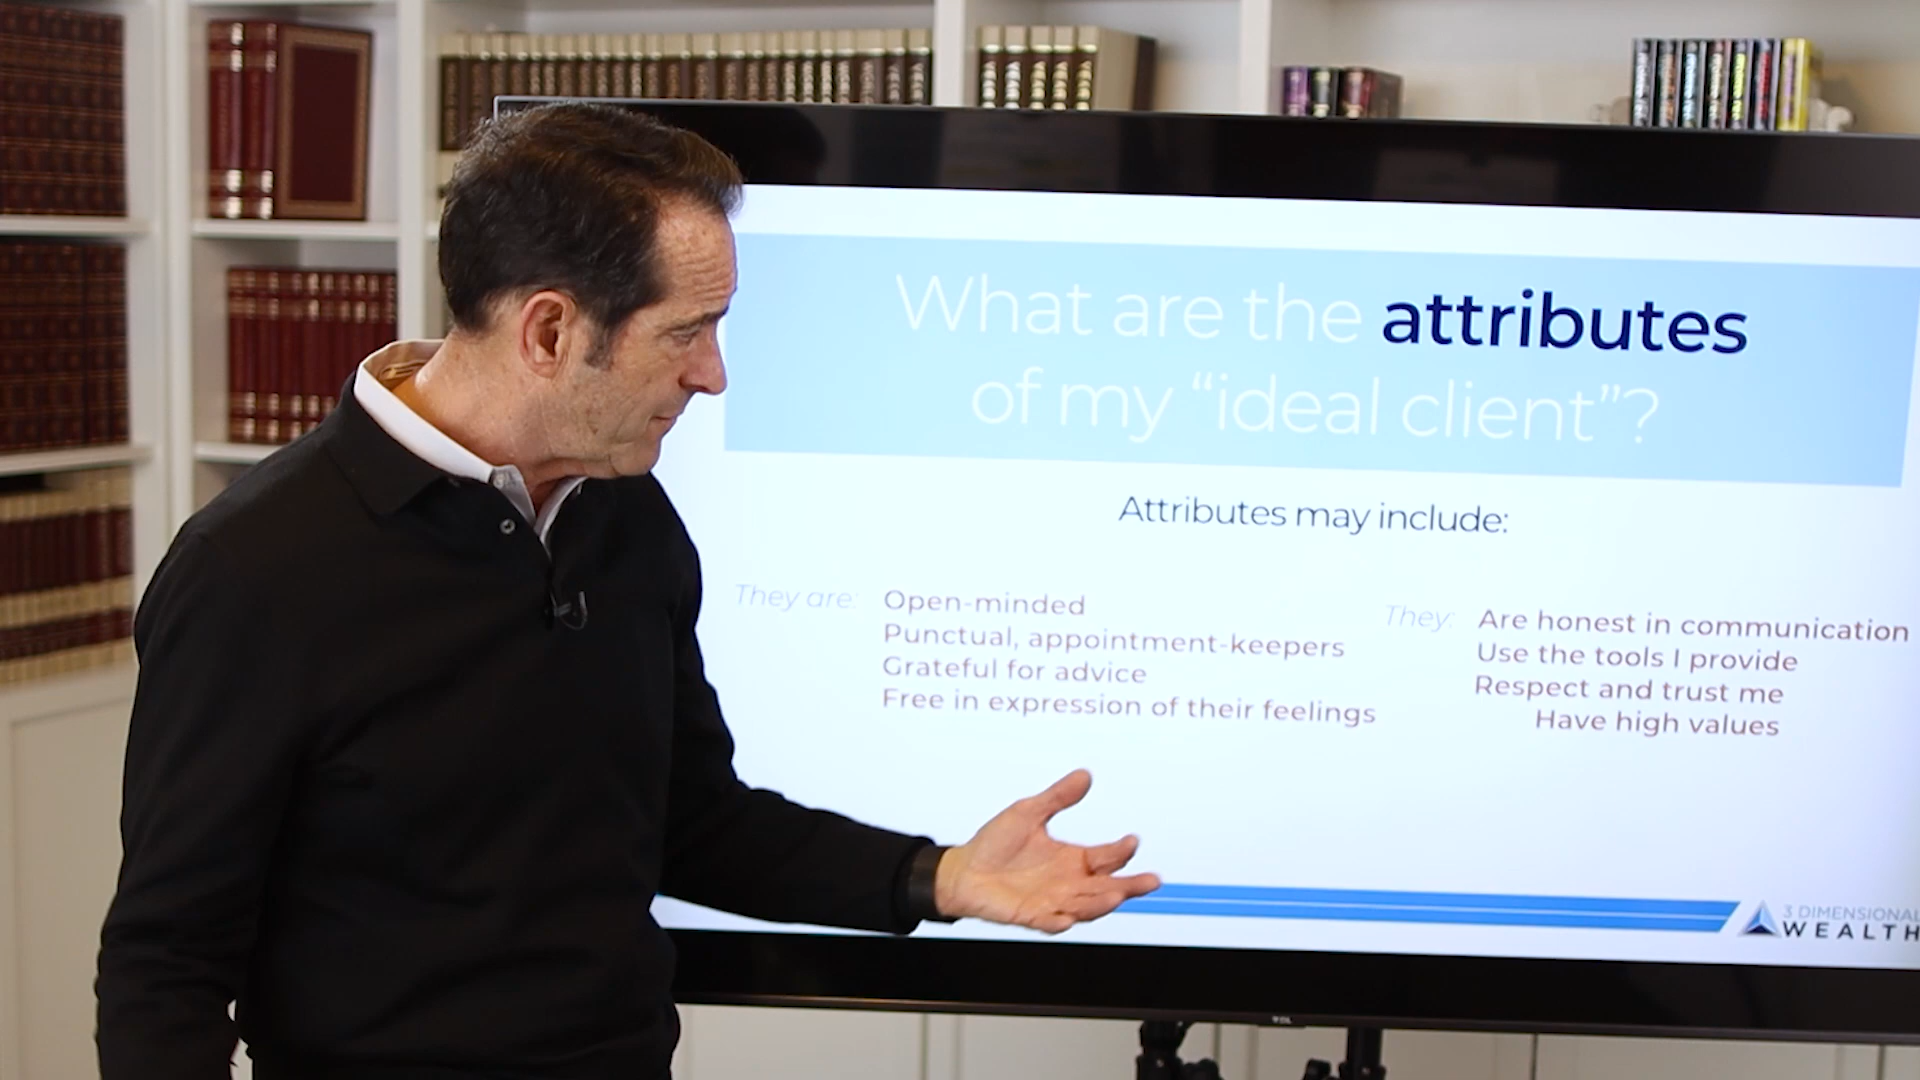 What are the attributes
of my “ideal client”?
Attributes may include:
They are:
Open-minded
Punctual, appointment-keepers
Grateful for advice
Free in expression of their feelings
They:
Are honest in communication
Use the tools I provide
Respect and trust me
Have high values
3 DIMENSIONAL
WEALTH
TCL